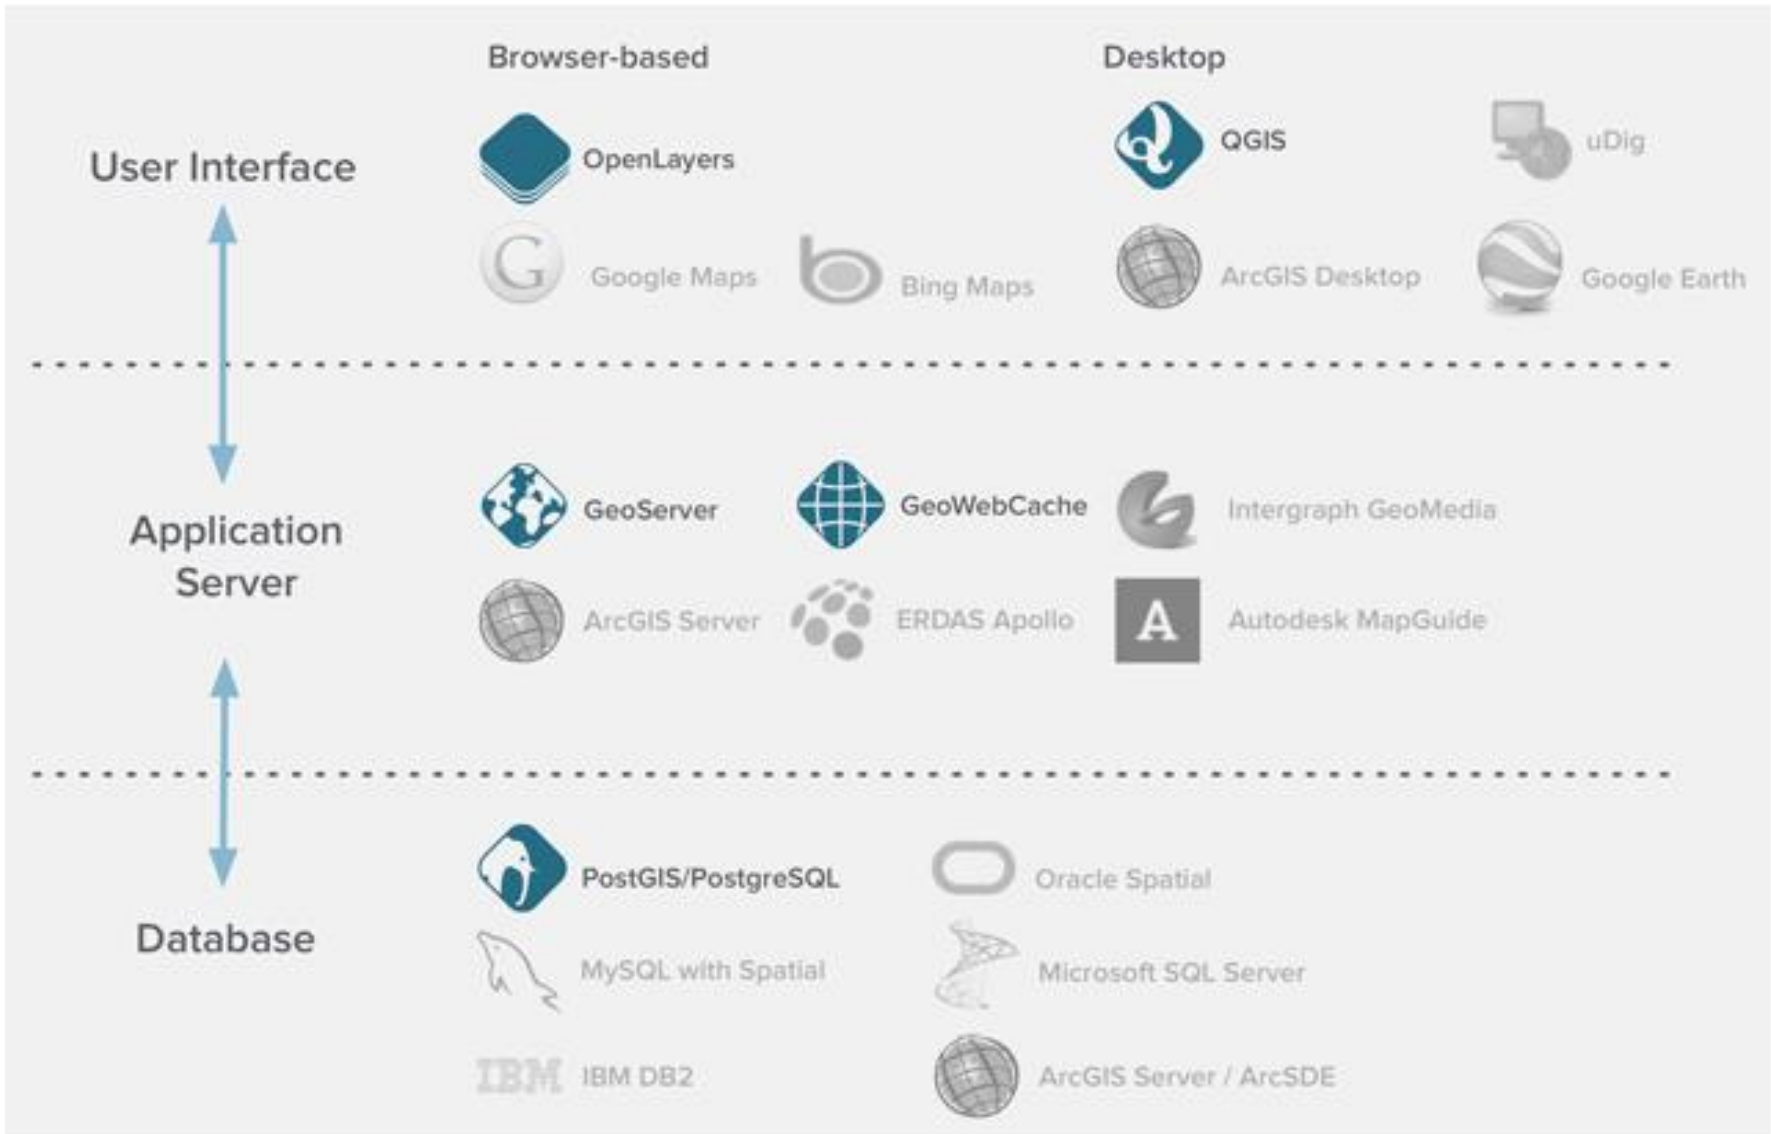 Browser-based
Desktop
User Interface
OpenLayers
QGIS
uDig
G
Google Maps
Bing Maps
ArcGIS Desktop
Google Earth
Application
Server
GeoServer
GeoWebCache
Intergraph GeoMedia
ArcGIS Server
ERDAS Apollo
A
Autodesk MapGuide
Database
PostGIS/PostgreSQL
Oracle Spatial
MySQL with Spatial
Microsoft SQL Server
IBM IBM DB2
ArcGIS Server / ArcSDE